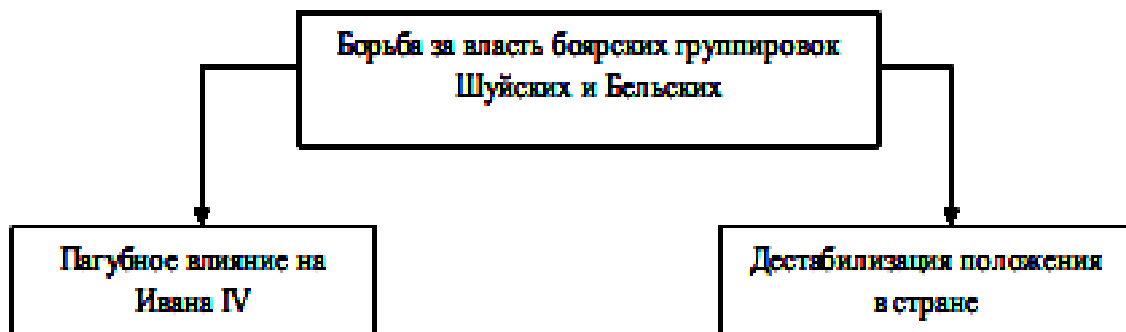 Борьба за власть боярских группировок
Шуйских и Бельских
Пагубное влияние на
Ивана IV
Дестабилизация положения
в стране